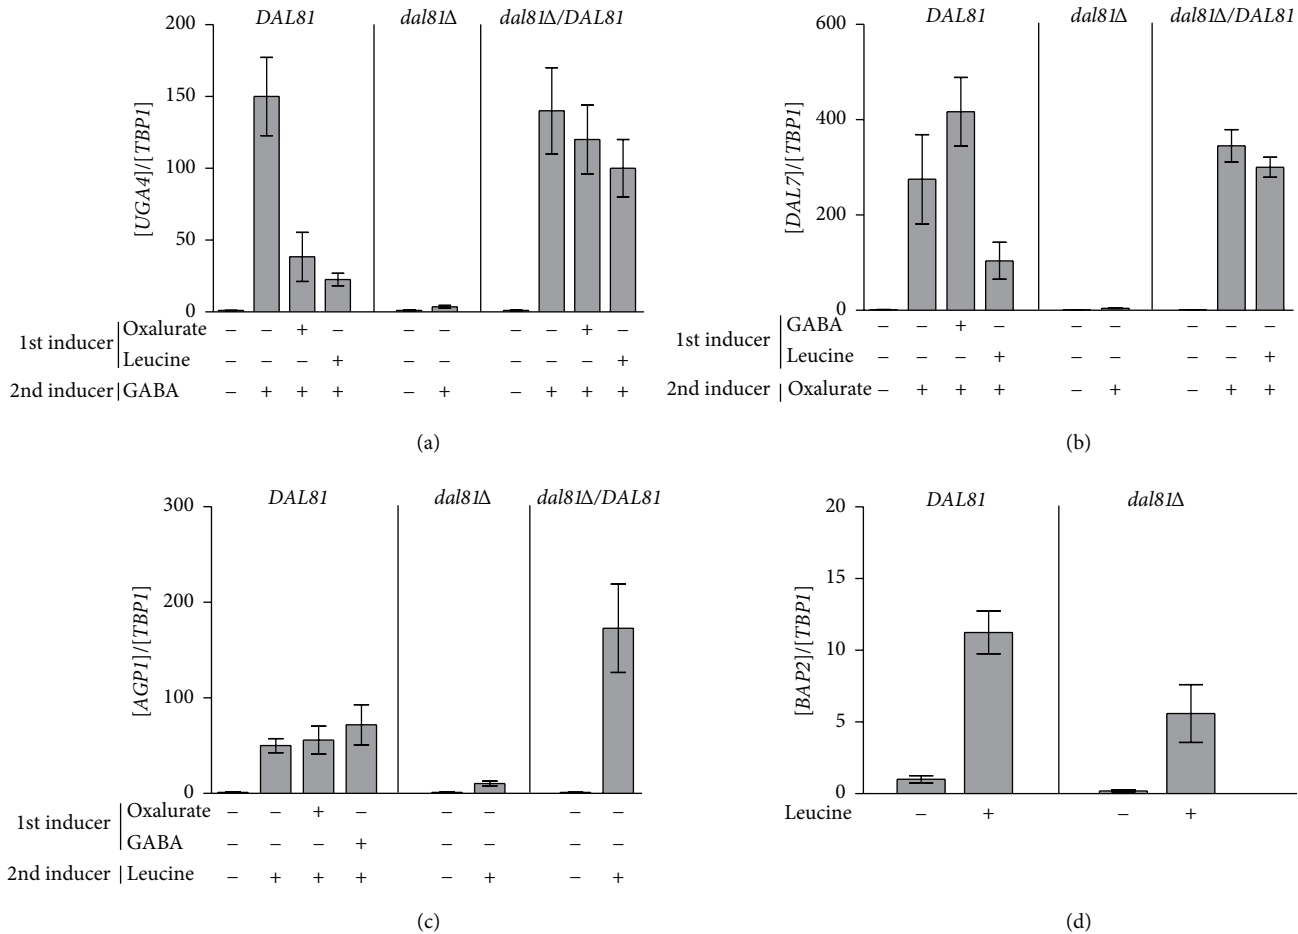 DAL81 dal81Δ dal81Δ/DAL81
[UGA4]/[TBP1]
200
150
100
50
0
1st inducer
Oxalurate – – + – – – – – + –
Leucine – – – + – – – – – +
2nd inducer GABA – + + + – + – + + +
(a)
DAL81 dal81Δ dal81Δ/DAL81
[DAL7]/[TBP1]
600
400
200
0
1st inducer
GABA – – + – – – – – –
Leucine – – – + – – – – +
2nd inducer Oxalurate – + + + – + – + +
(b)
DAL81 dal81Δ dal81Δ/DAL81
[AGP1]/[TBP1]
300
200
100
0
1st inducer
Oxalurate – – + – – – – –
GABA – – – + – – – –
2nd inducer Leucine – + + + – + – +
(c)
DAL81 dal81Δ
[BAP2]/[TBP1]
20
15
10
5
0
Leucine – + – +
(d)